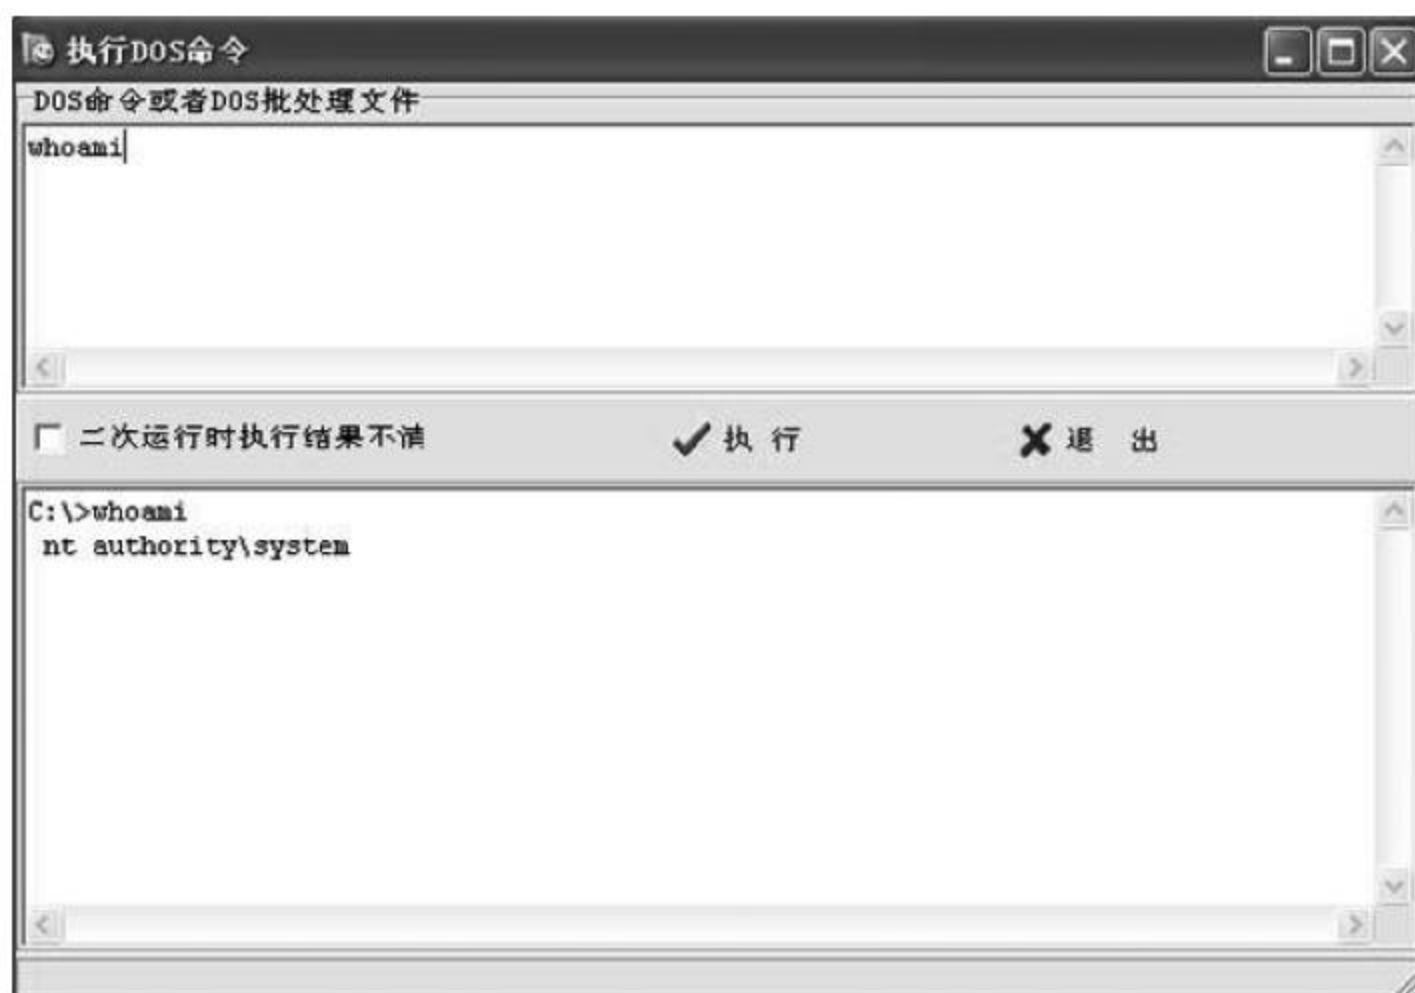 执行DOS命令
DOS命令或者DOS批处理文件
whoami
二次运行时执行结果不清
执 行
退 出
C:\>whoami
nt authority\system